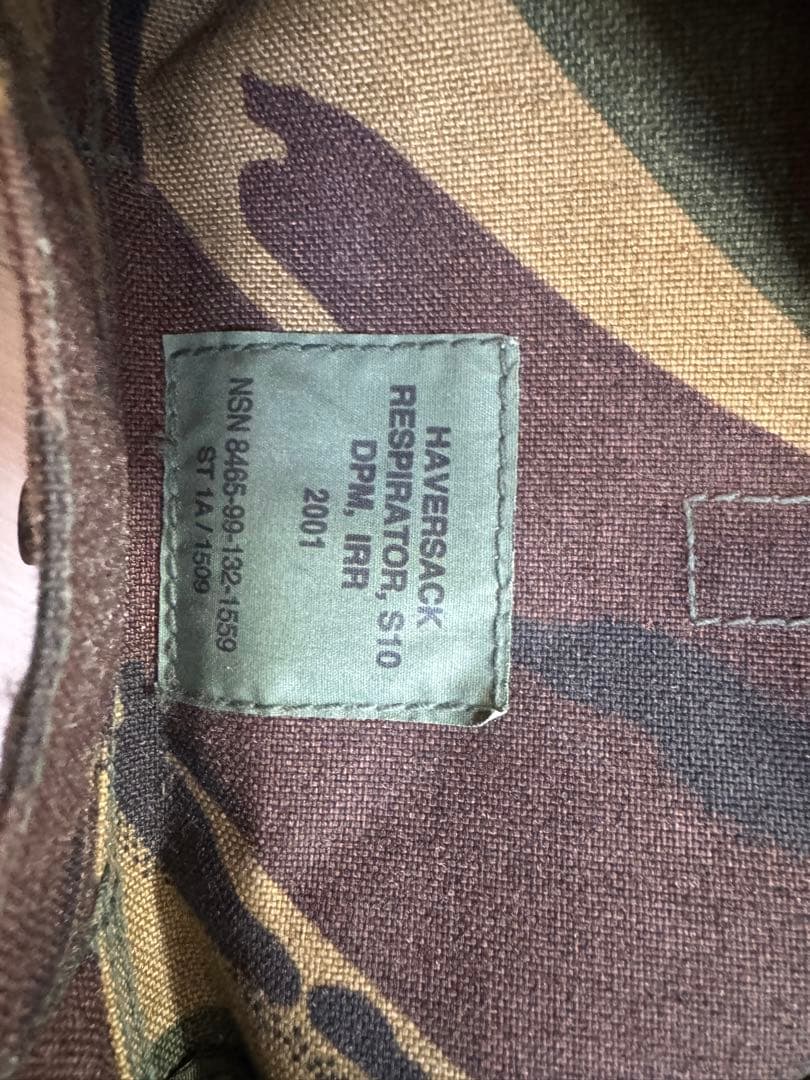 HAVERSACK
RESPIRATOR, S10
DPM, IRR
2001
NSN 8465-99-132-1559
ST 1A / 1509